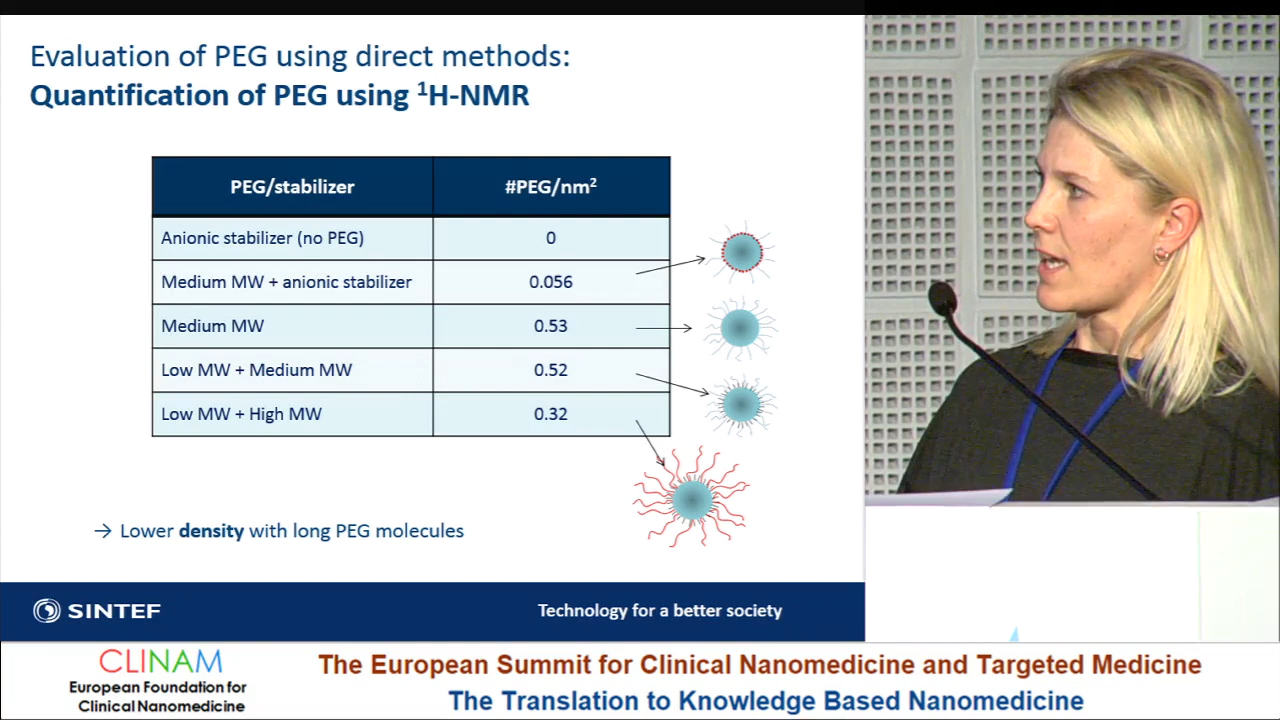 Evaluation of PEG using direct methods:
Quantification of PEG using ¹H-NMR
PEG/stabilizer #PEG/nm²
Anionic stabilizer (no PEG) 0
Medium MW + anionic stabilizer 0.056
Medium MW 0.53
Low MW + Medium MW 0.52
Low MW + High MW 0.32
→ Lower density with long PEG molecules
SINTEF Technology for a better society
CLINAM
European Foundation for
Clinical Nanomedicine
The European Summit for Clinical Nanomedicine and Targeted Medicine
The Translation to Knowledge Based Nanomedicine